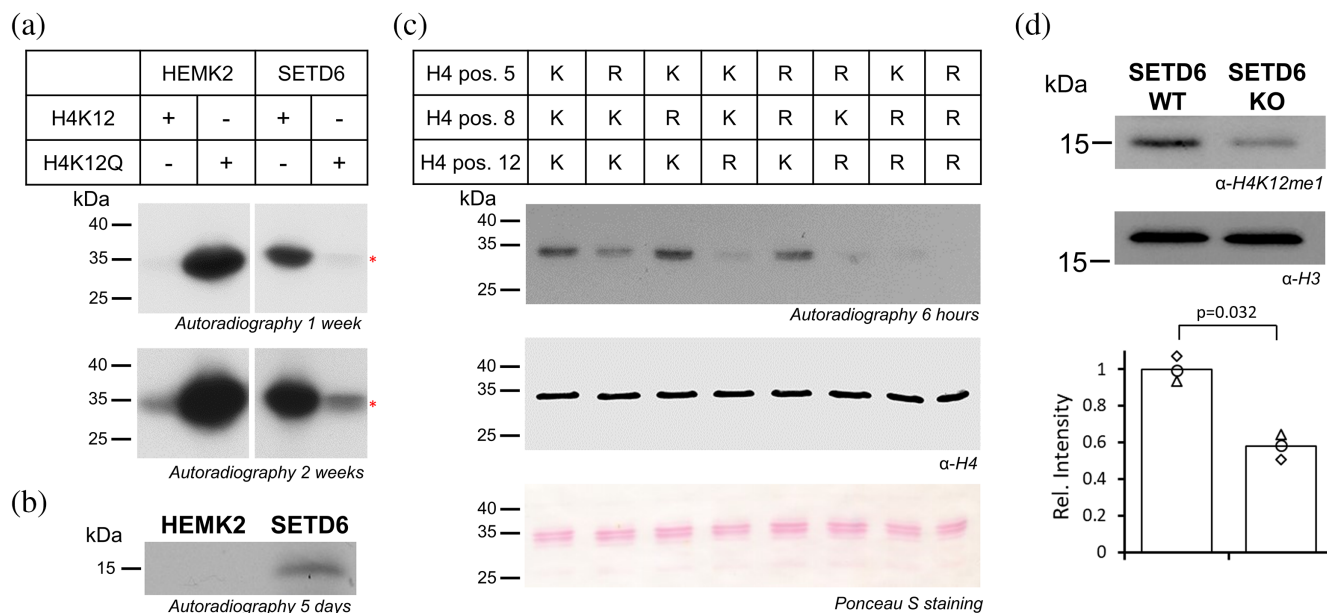 (a)
HEMK2 SETD6
H4K12 + - + -
H4K12Q - + - +
kDa
40
35 *
25
Autoradiography 1 week
40
35 *
25
Autoradiography 2 weeks
(b)
HEMK2 SETD6
kDa
15
Autoradiography 5 days
(c)
H4 pos. 5 K R K K R R K R
H4 pos. 8 K K R K R K R R
H4 pos. 12 K K K R K R R R
kDa
40
35
25
Autoradiography 6 hours
40
35
25
α-H4
40
35
25
Ponceau S staining
(d)
SETD6 SETD6
kDa WT KO
15
α-H4K12me1
15
α-H3
p=0.032
1
0.8
0.6
0.4
0.2
0
Rel. Intensity